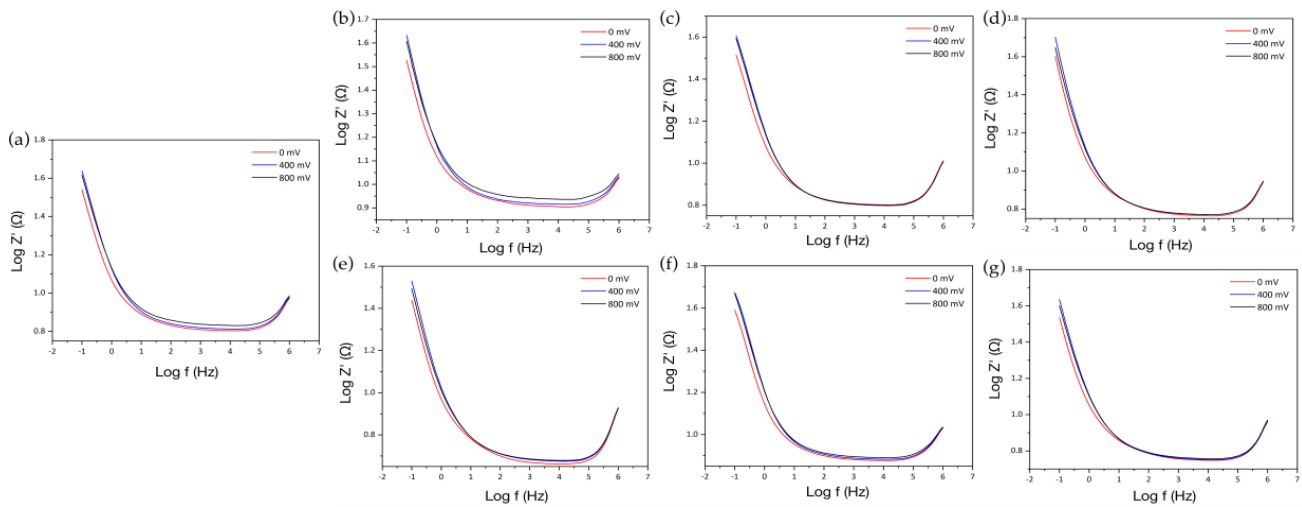 (a)
Log Z' (Ω)
1.8
1.6
1.4
1.2
1.0
0.8
0 mV
400 mV
800 mV
-2 -1 0 1 2 3 4 5 6 7
Log f (Hz)
(b)
Log Z' (Ω)
1.7
1.6
1.5
1.4
1.3
1.2
1.1
1.0
0.9
0 mV
400 mV
800 mV
-2 -1 0 1 2 3 4 5 6 7
Log f (Hz)
(c)
Log Z' (Ω)
1.6
1.4
1.2
1.0
0.8
0 mV
400 mV
800 mV
-2 -1 0 1 2 3 4 5 6 7
Log f (Hz)
(d)
Log Z' (Ω)
1.8
1.6
1.4
1.2
1.0
0.8
0 mV
400 mV
800 mV
-2 -1 0 1 2 3 4 5 6 7
Log f (Hz)
(e)
Log Z' (Ω)
1.6
1.4
1.2
1.0
0.8
0 mV
400 mV
800 mV
-2 -1 0 1 2 3 4 5 6 7
Log f (Hz)
(f)
Log Z' (Ω)
1.8
1.6
1.4
1.2
1.0
0 mV
400 mV
800 mV
-2 -1 0 1 2 3 4 5 6 7
Log f (Hz)
(g)
Log Z' (Ω)
1.8
1.6
1.4
1.2
1.0
0.8
0 mV
400 mV
800 mV
-2 -1 0 1 2 3 4 5 6 7
Log f (Hz)